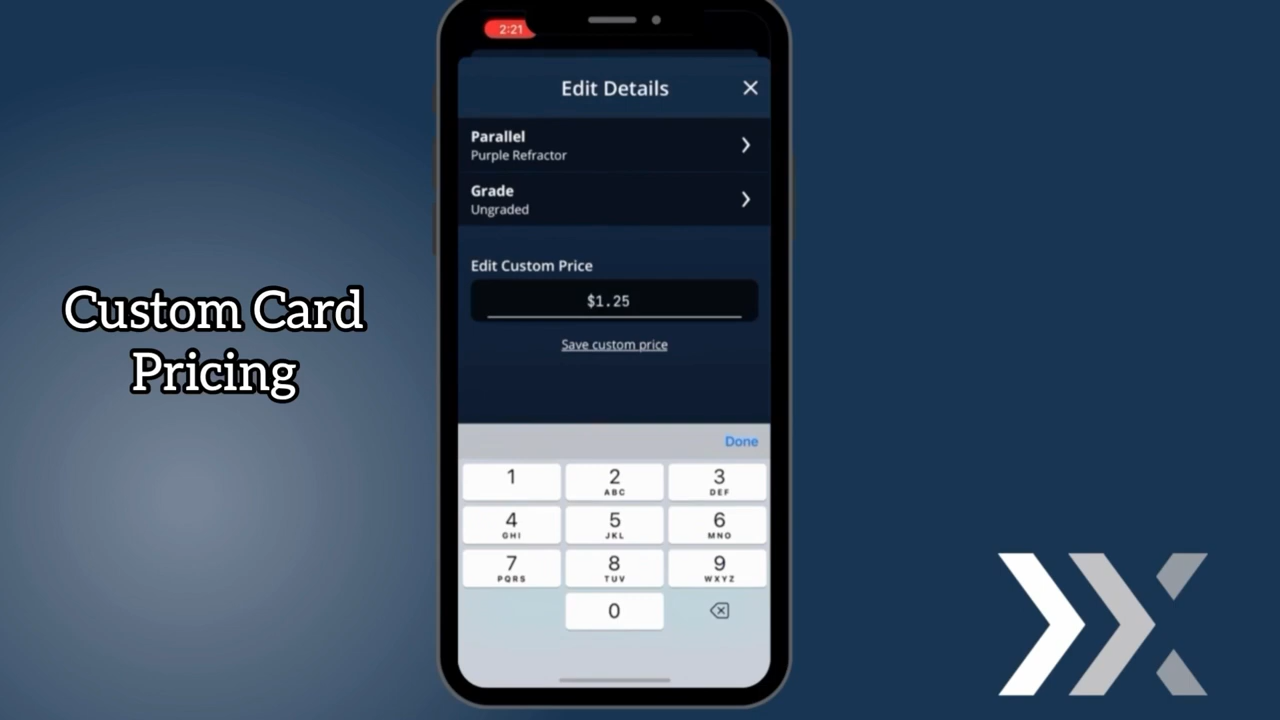 2:21
Edit Details
Parallel
Purple Refractor
Grade
Ungraded
Edit Custom Price
$1.25
Save custom price
Custom Card
Pricing
Done
1
2
ABC
3
DEF
4
GHI
5
JKL
6
MNO
7
PQRS
8
TUV
9
WXYZ
0